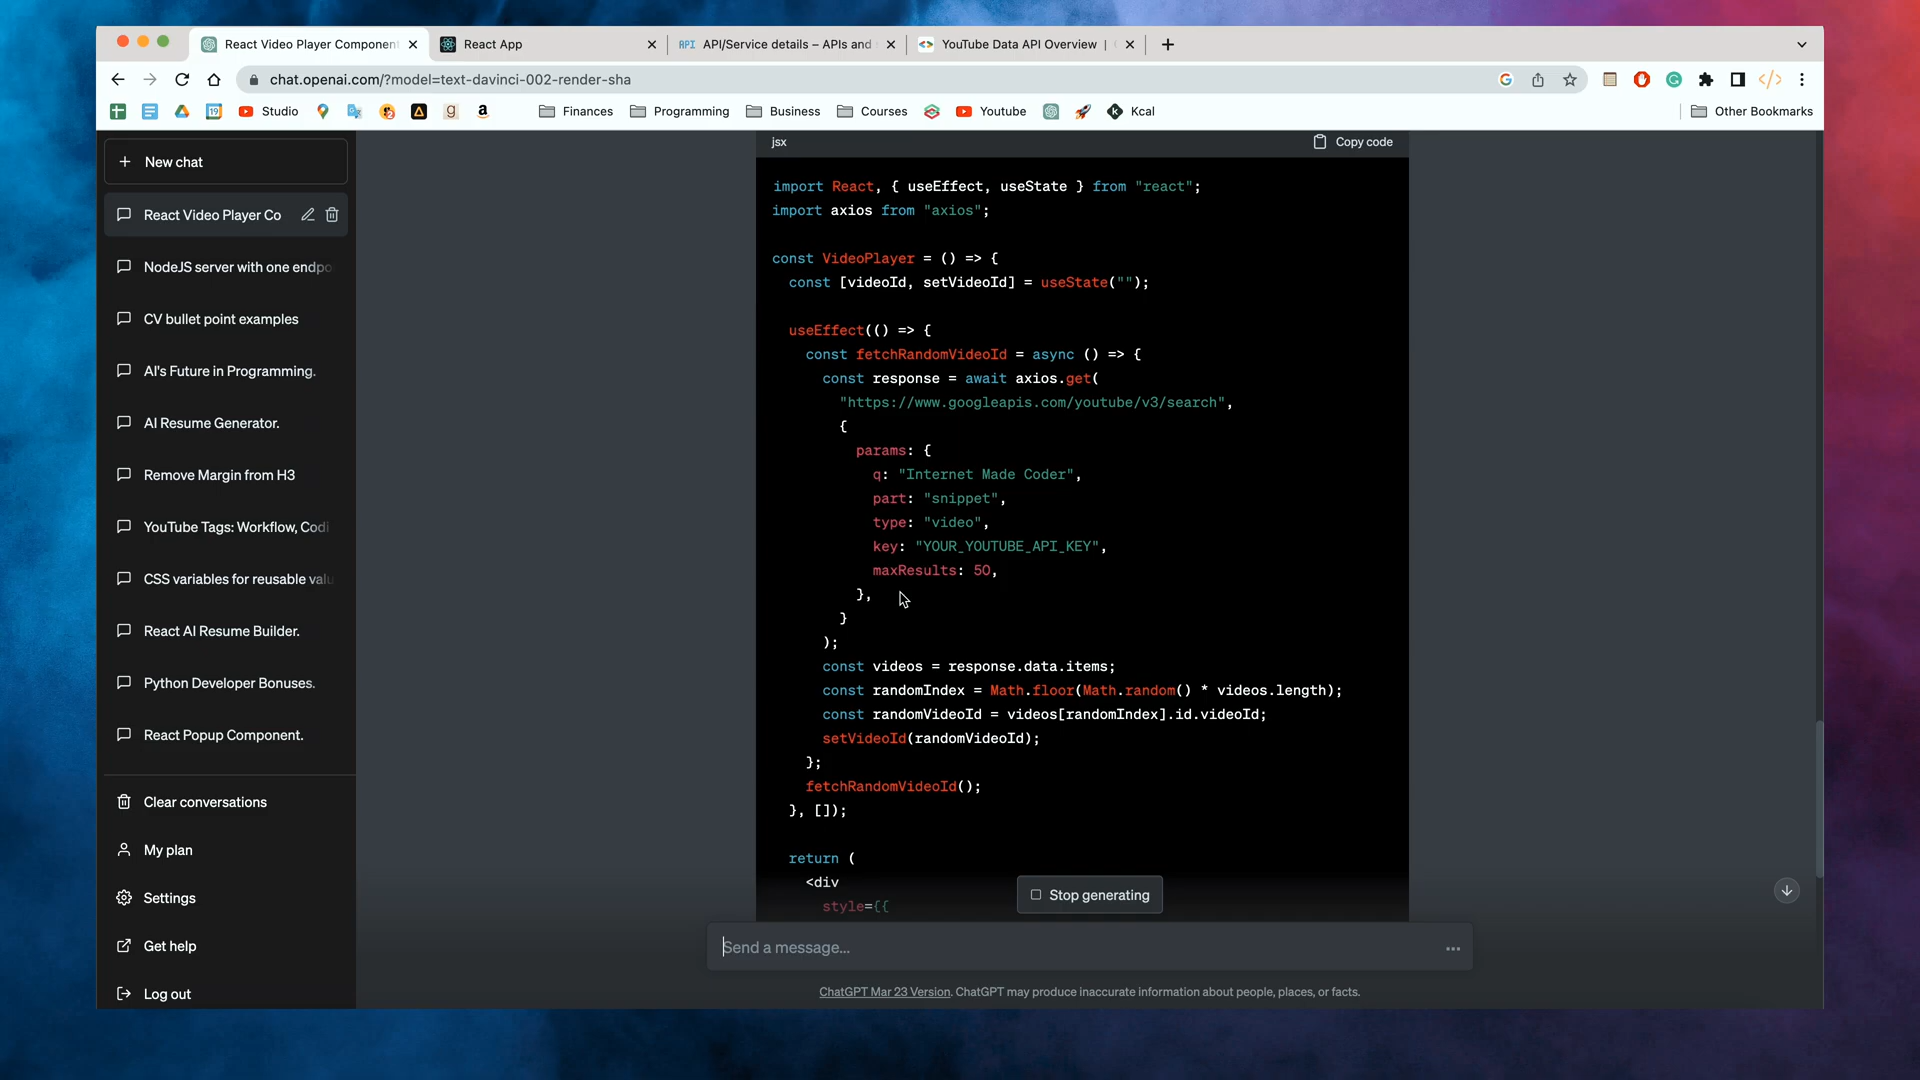 React Video Player Component
React App
API API/Service details – APIs and
YouTube Data API Overview |
chat.openai.com/?model=text-davinci-002-render-sha
19
Studio
g
a
Finances
Programming
Business
Courses
Youtube
Kcal
Other Bookmarks
New chat
React Video Player Co
NodeJS server with one endpo
CV bullet point examples
AI's Future in Programming.
AI Resume Generator.
Remove Margin from H3
YouTube Tags: Workflow, Codi
CSS variables for reusable valu
React AI Resume Builder.
Python Developer Bonuses.
React Popup Component.
Clear conversations
My plan
Settings
Get help
Log out
jsx
Copy code
import React, { useEffect, useState } from "react";
import axios from "axios";
const VideoPlayer = () => {
const [videoId, setVideoId] = useState("");
useEffect(() => {
const fetchRandomVideoId = async () => {
const response = await axios.get(
"https://www.googleapis.com/youtube/v3/search",
{
params: {
q: "Internet Made Coder",
part: "snippet",
type: "video",
key: "YOUR_YOUTUBE_API_KEY",
maxResults: 50,
},
}
);
const videos = response.data.items;
const randomIndex = Math.floor(Math.random() * videos.length);
const randomVideoId = videos[randomIndex].id.videoId;
setVideoId(randomVideoId);
};
fetchRandomVideoId();
}, []);
return (
<div
style={{
Stop generating
Send a message...
ChatGPT Mar 23 Version. ChatGPT may produce inaccurate information about people, places, or facts.